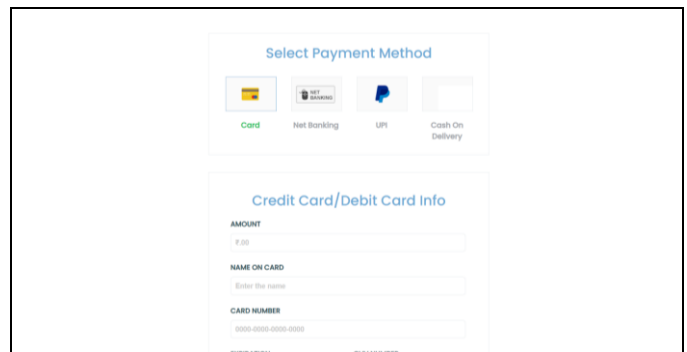 Select Payment Method
NET
BANKING
Card
Net Banking
UPI
Cash On
Delivery
Credit Card/Debit Card Info
AMOUNT
₹.00
NAME ON CARD
Enter the name
CARD NUMBER
0000-0000-0000-0000